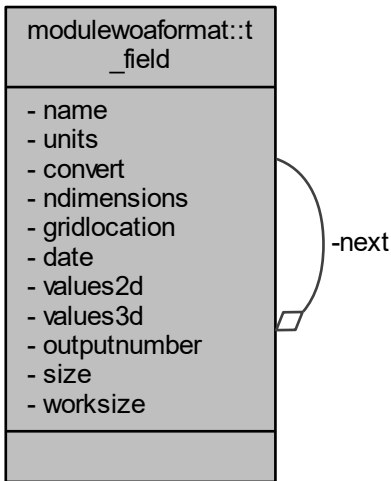 modulewoaformat::t
_field
- name
- units
- convert
- ndimensions
- gridlocation
- date
- values2d
- values3d
- outputnumber
- size
- worksize
-next